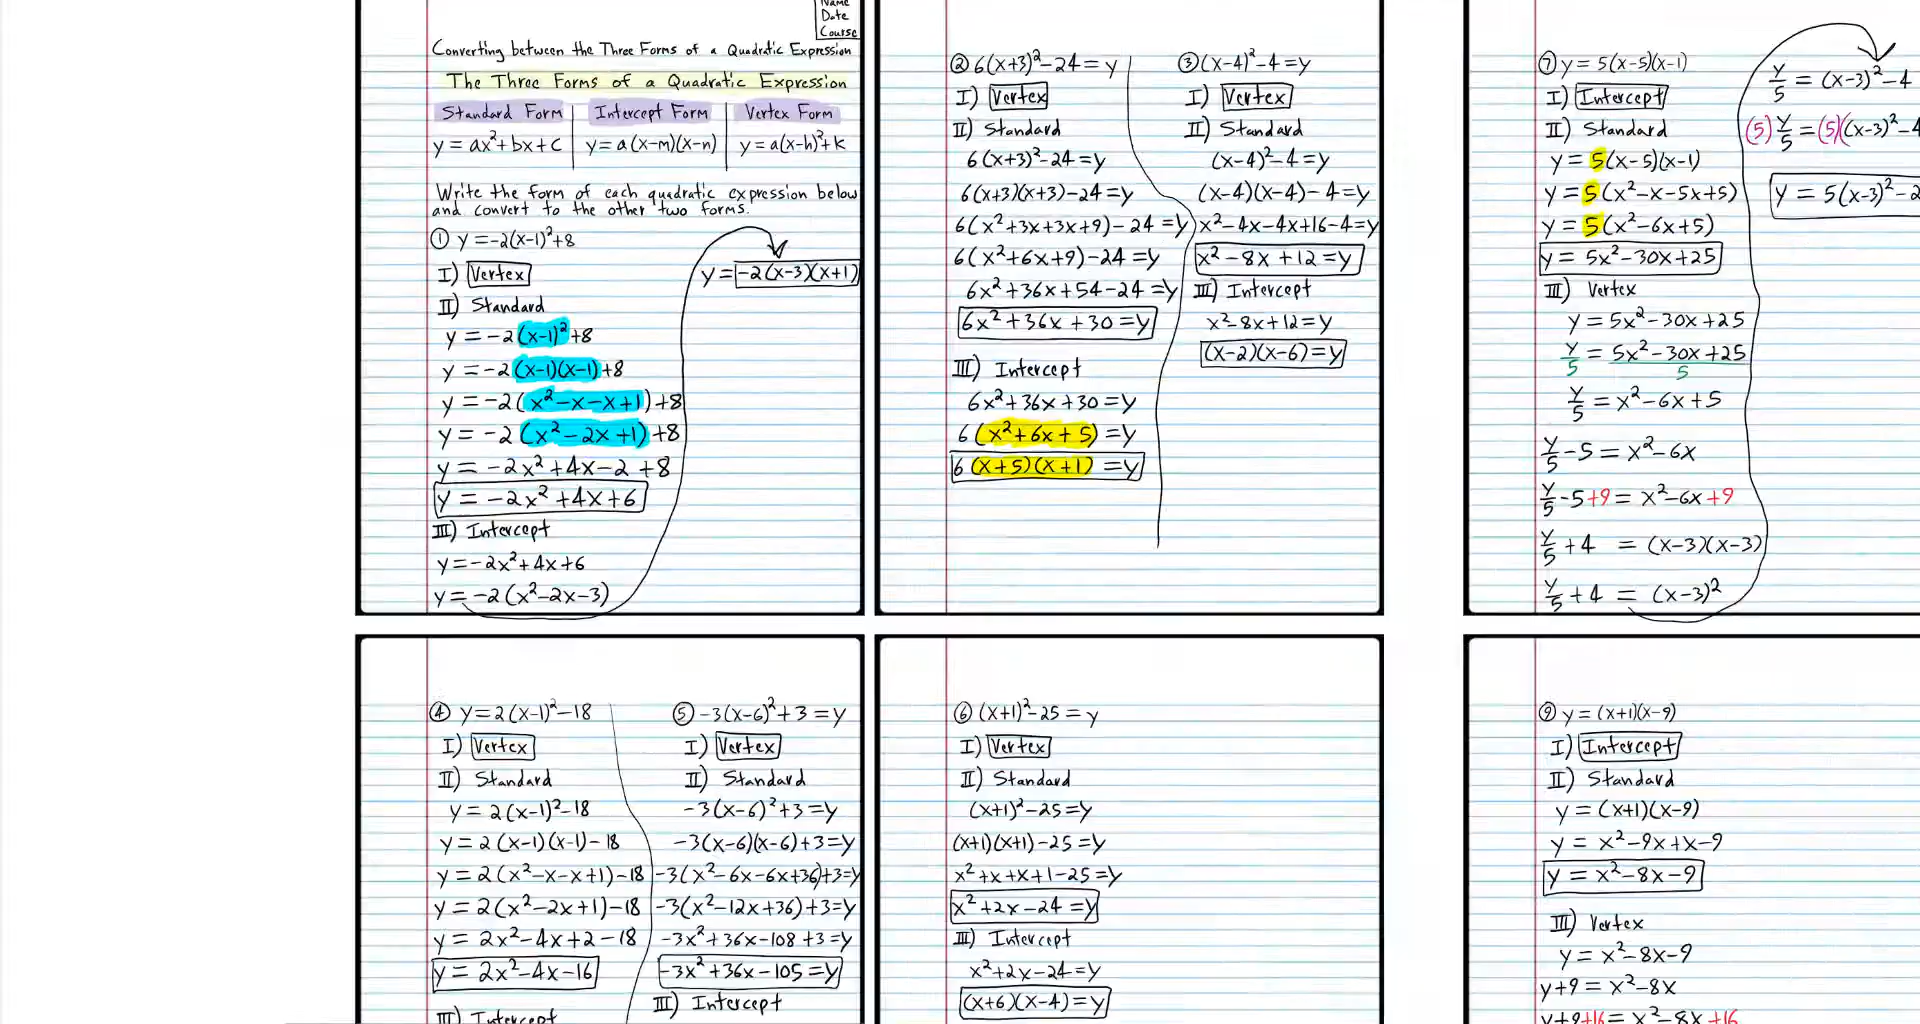 Name
Date
Course
Converting between the Three Forms of a Quadratic Expression
The Three Forms of a Quadratic Expression
Standard Form | Intercept Form | Vertex Form
y = ax²+bx+c | y = a(x-m)(x-n) | y = a(x-h)²+k
Write the form of each quadratic expression below
and convert to the other two forms.
① y = -2(x-1)²+8
I) Vertex
II) Standard
y = -2(x-1)²+8
y = -2(x-1)(x-1)+8
y = -2(x²-x-x+1)+8
y = -2(x²-2x+1)+8
y = -2x²+4x-2+8
y = -2x²+4x+6
III) Intercept
y = -2x²+4x+6
y = -2(x²-2x-3)
y = -2(x-3)(x+1)
② 6(x+3)²-24=y
I) Vertex
II) Standard
6(x+3)²-24=y
6(x+3)(x+3)-24=y
6(x²+3x+3x+9)-24=y
6(x²+6x+9)-24=y
6x²+36x+54-24=y
6x²+36x+30=y
III) Intercept
6x²+36x+30=y
6(x²+6x+5)=y
6(x+5)(x+1)=y
③ (x-4)²-4=y
I) Vertex
II) Standard
(x-4)²-4=y
(x-4)(x-4)-4=y
x²-4x-4x+16-4=y
x²-8x+12=y
III) Intercept
x²-8x+12=y
(x-2)(x-6)=y
⑦ y = 5(x-5)(x-1)
I) Intercept
II) Standard
y = 5(x-5)(x-1)
y = 5(x²-x-5x+5)
y = 5(x²-6x+5)
y = 5x²-30x+25
III) Vertex
y = 5x²-30x+25
y/5 = 5x²-30x+25/5
y/5 = x²-6x+5
y/5 -5 = x²-6x
y/5 -5+9 = x²-6x+9
y/5 +4 = (x-3)(x-3)
y/5 +4 = (x-3)²
y/5 = (x-3)²-4
(5) y/5 = (5)((x-3)²-4
y = 5(x-3)²-2
④ y=2(x-1)²-18
I) Vertex
II) Standard
y = 2(x-1)²-18
y = 2(x-1)(x-1)-18
y = 2(x²-x-x+1)-18
y = 2(x²-2x+1)-18
y = 2x²-4x+2-18
y = 2x²-4x-16
III) Intercept
⑤ -3(x-6)²+3=y
I) Vertex
II) Standard
-3(x-6)²+3=y
-3(x-6)(x-6)+3=y
-3(x²-6x-6x+36)+3=y
-3(x²-12x+36)+3=y
-3x²+36x-108+3=y
-3x²+36x-105=y
III) Intercept
⑥ (x+1)²-25=y
I) Vertex
II) Standard
(x+1)²-25=y
(x+1)(x+1)-25=y
x²+x+x+1-25=y
x²+2x-24=y
III) Intercept
x²+2x-24=y
(x+6)(x-4)=y
⑨ y=(x+1)(x-9)
I) Intercept
II) Standard
y = (x+1)(x-9)
y = x²-9x+x-9
y = x²-8x-9
III) Vertex
y = x²-8x-9
y+9 = x²-8x
y+9+16 = x²-8x+16